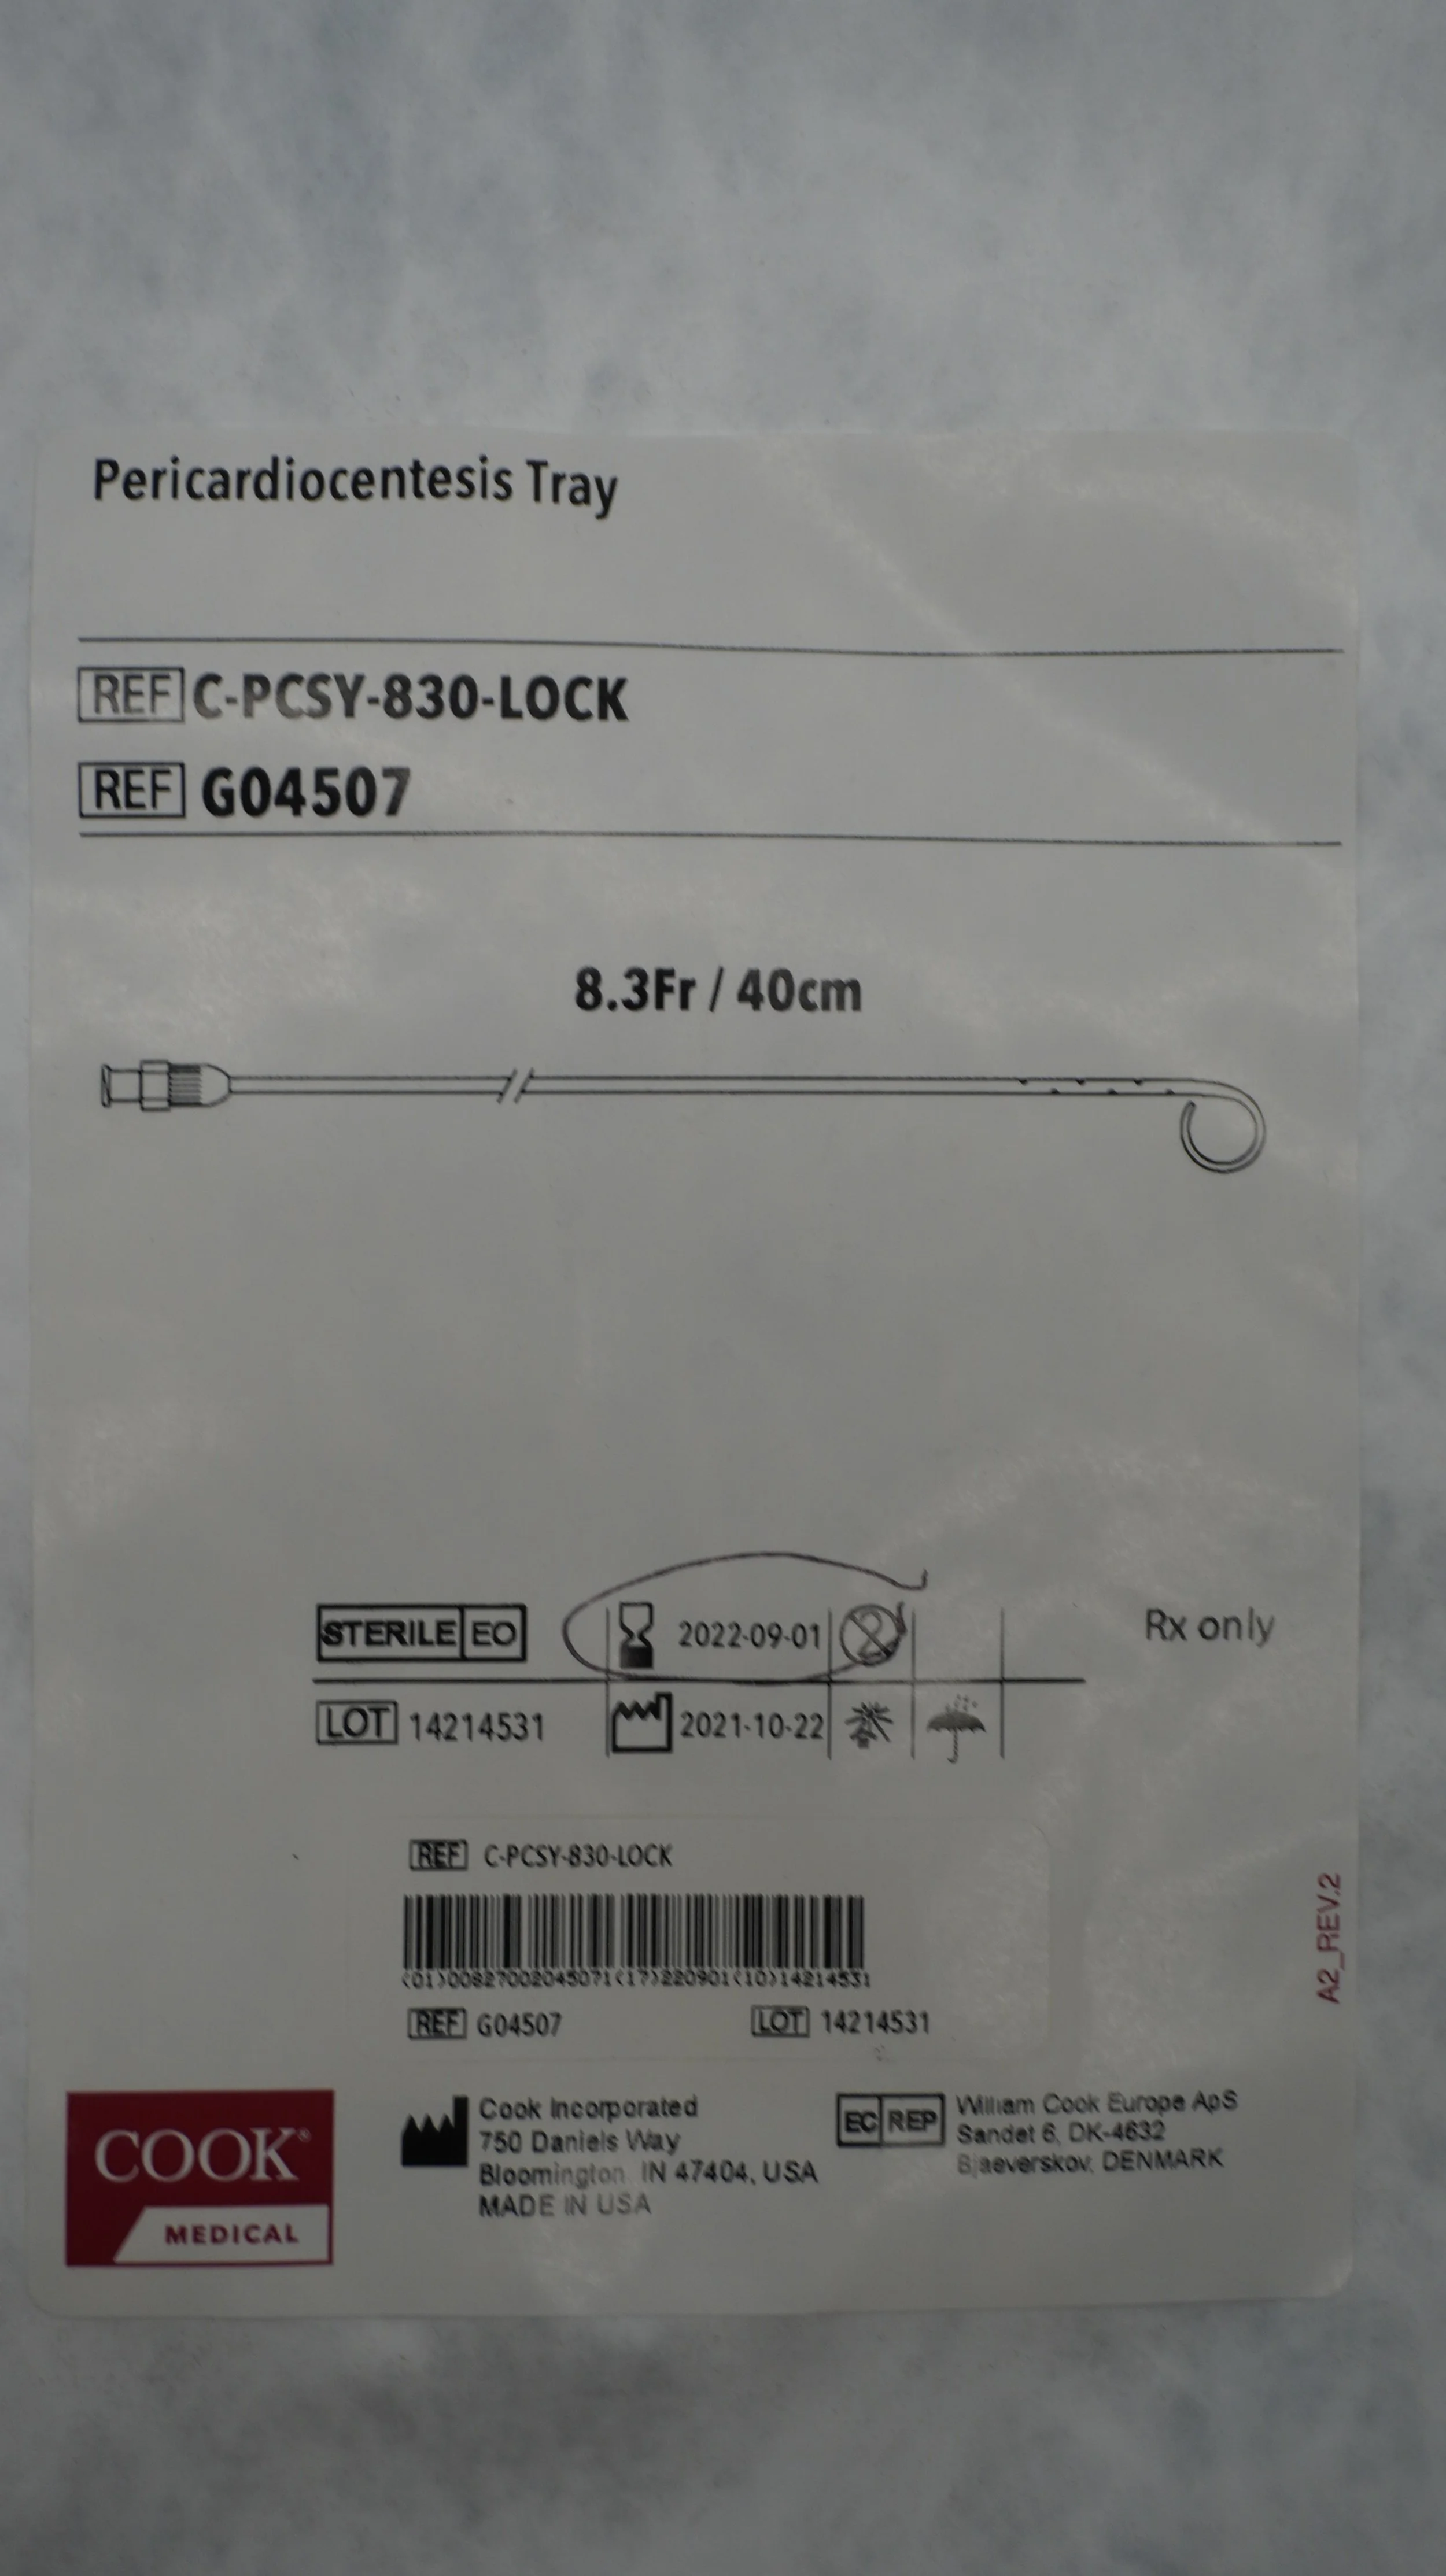 Pericardiocentesis Tray
REF C-PCSY-830-LOCK
REF G04507
8.3Fr / 40cm
STERILE EO 2022-09-01 2 Rx only
LOT 14214531 2021-10-22
REF C-PCSY-830-LOCK
(01)00827002045071(17)220901(10)14214531
REF G04507 LOT 14214531
A2_REV.2
COOK®
MEDICAL
Cook Incorporated
750 Daniels Way
Bloomington, IN 47404, USA
MADE IN USA
EC REP William Cook Europe ApS
Sandet 6, DK-4632
Bjaeverskov, DENMARK